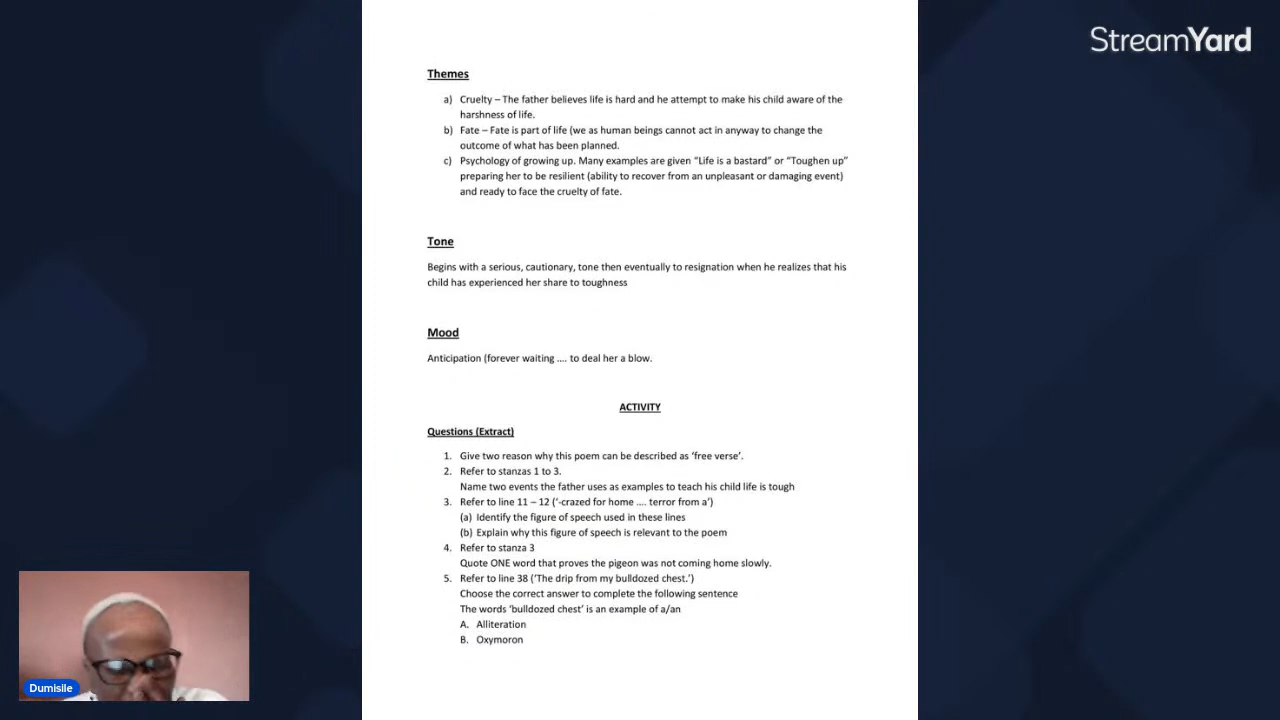 StreamYard
Themes
a) Cruelty – The father believes life is hard and he attempt to make his child aware of the
harshness of life.
b) Fate – Fate is part of life (we as human beings cannot act in anyway to change the
outcome of what has been planned.
c) Psychology of growing up. Many examples are given "Life is a bastard" or "Toughen up"
preparing her to be resilient (ability to recover from an unpleasant or damaging event)
and ready to face the cruelty of fate.
Tone
Begins with a serious, cautionary, tone then eventually to resignation when he realizes that his
child has experienced her share to toughness
Mood
Anticipation (forever waiting .... to deal her a blow.
ACTIVITY
Questions (Extract)
1. Give two reason why this poem can be described as 'free verse'.
2. Refer to stanzas 1 to 3.
Name two events the father uses as examples to teach his child life is tough
3. Refer to line 11 – 12 ('-crazed for home .... terror from a')
(a) Identify the figure of speech used in these lines
(b) Explain why this figure of speech is relevant to the poem
4. Refer to stanza 3
Quote ONE word that proves the pigeon was not coming home slowly.
5. Refer to line 38 ('The drip from my bulldozed chest.')
Choose the correct answer to complete the following sentence
The words 'bulldozed chest' is an example of a/an
A. Alliteration
B. Oxymoron
Dumisile